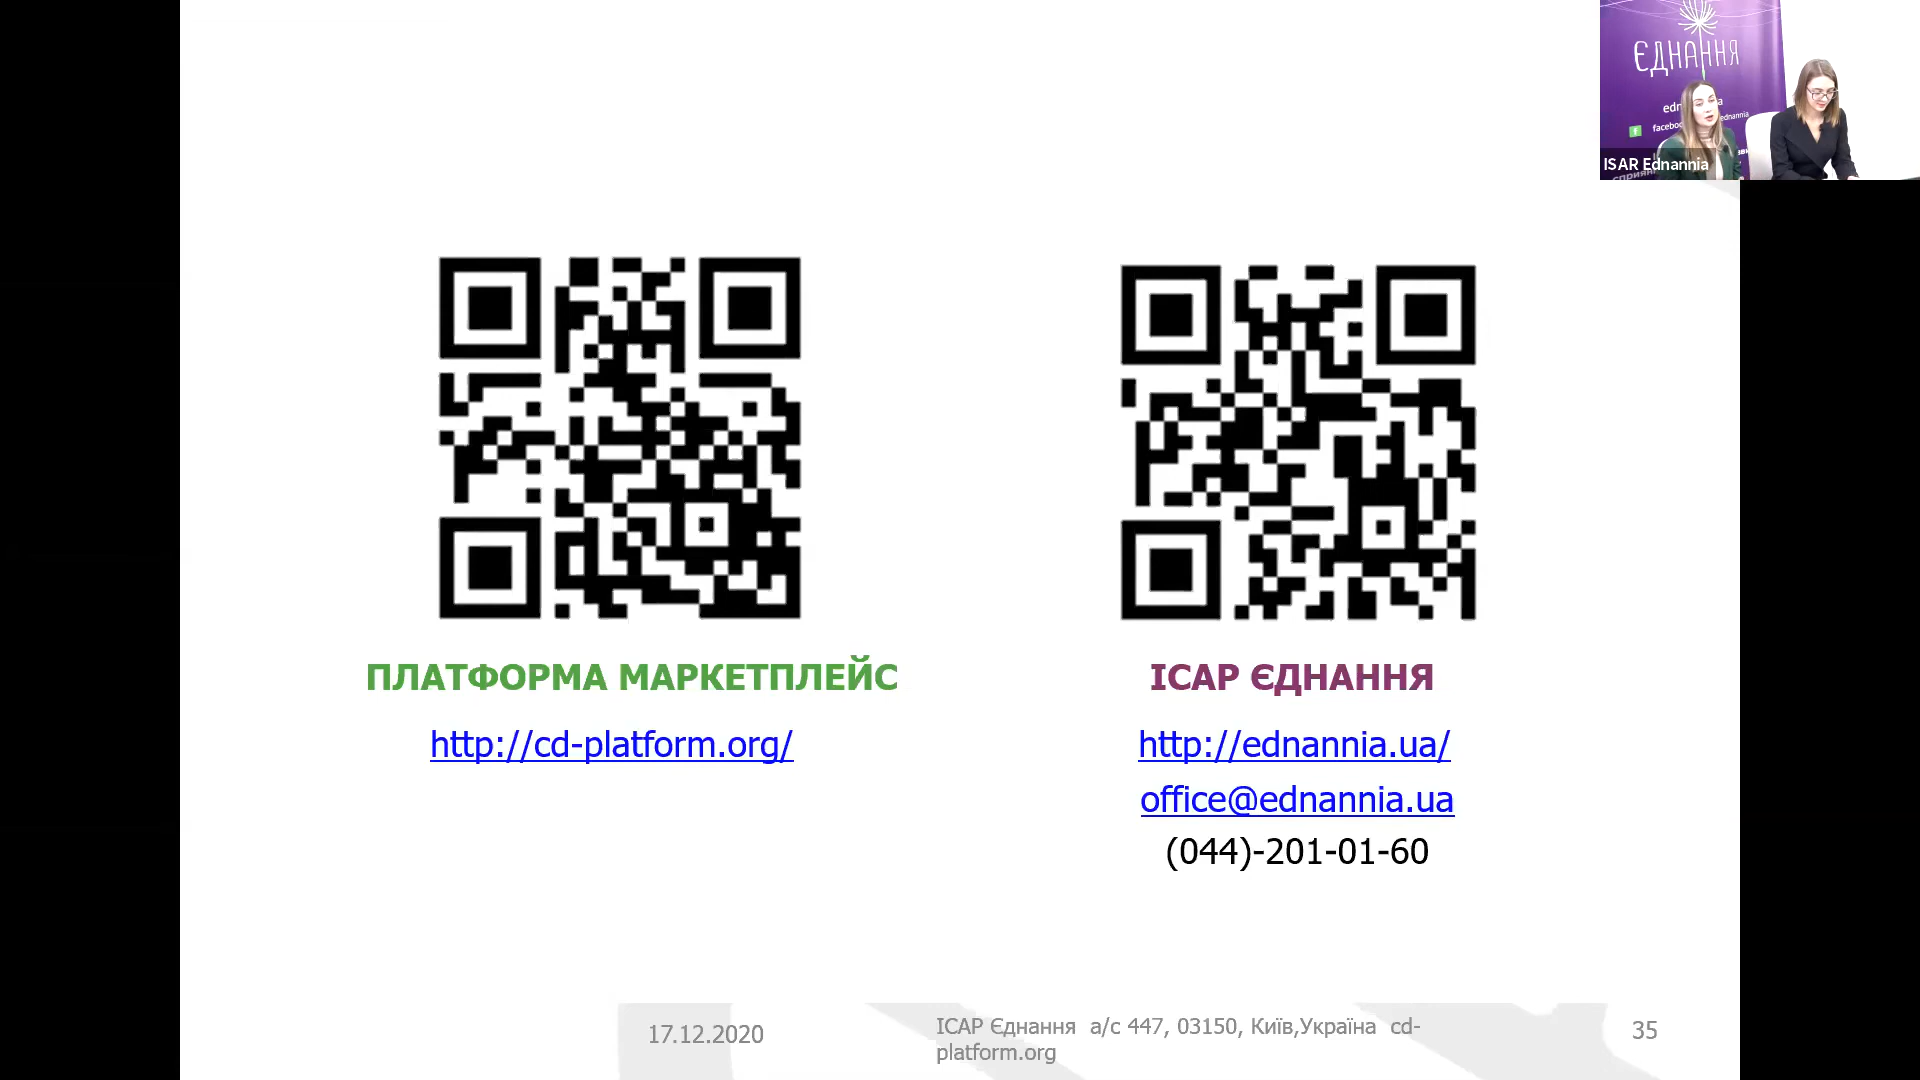 ЄДНАННЯ
ISAR Ednannia
ПЛАТФОРМА МАРКЕТПЛЕЙС
http://cd-platform.org/
ІСАР ЄДНАННЯ
http://ednannia.ua/
office@ednannia.ua
(044)-201-01-60
17.12.2020
ІСАР Єднання а/с 447, 03150, Київ,Україна cd-
platform.org
35